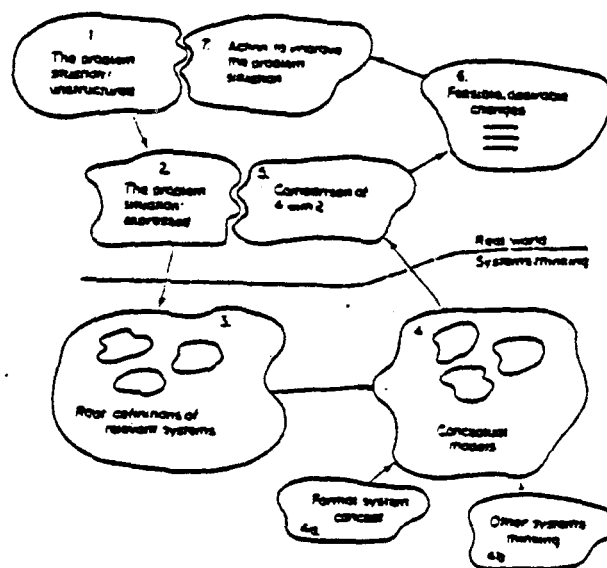 1
The problem
situation:
unstructured
7.
Action to improve
the problem
situation
6.
Feasible, desirable
changes
2
The problem
situation:
expressed
5.
Comparison of
4 with 2
Real world
Systems thinking
3.
Root definitions of
relevant systems
4.
Conceptual
models
Formal system
concept
4a
Other systems
thinking
4b